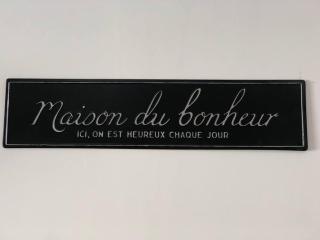 Maison du bonheur
ICI, ON EST HEUREUX CHAQUE JOUR